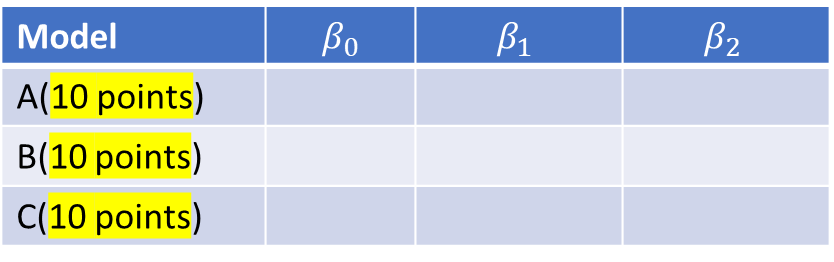 Model β₀ β₁ β₂
A(10 points)
B(10 points)
C(10 points)